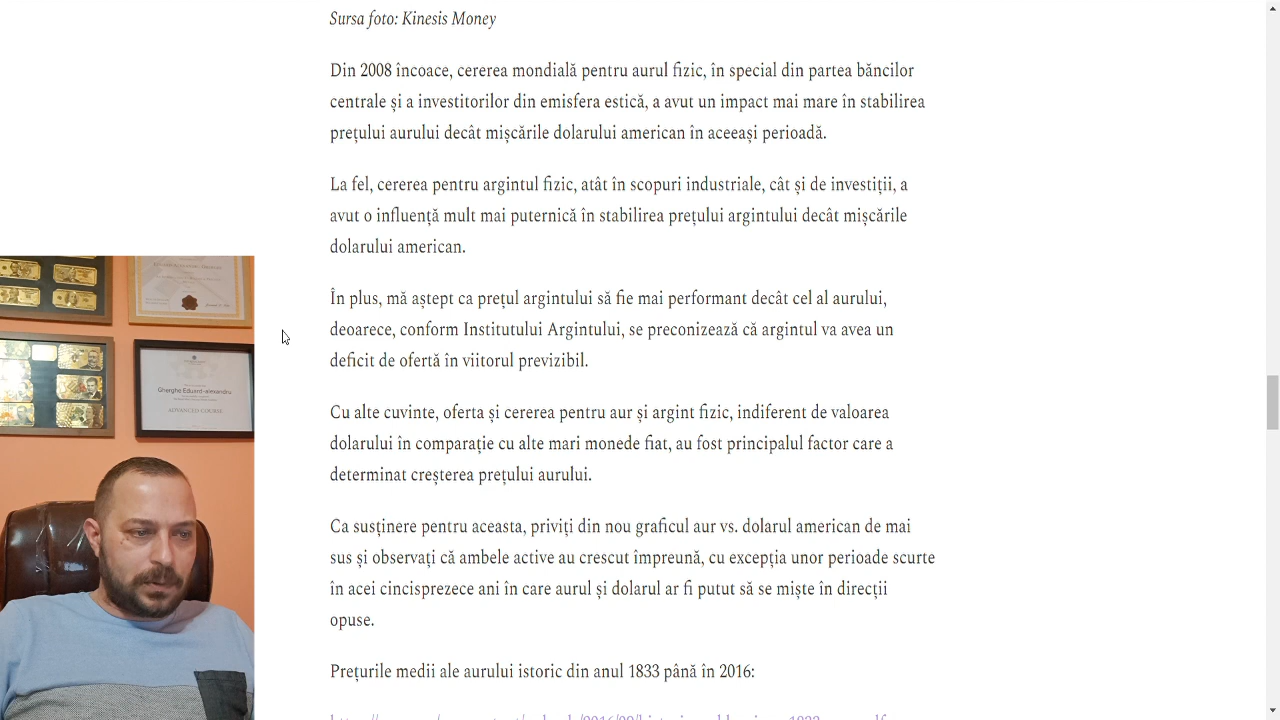 Sursa foto: Kinesis Money
Din 2008 încoace, cererea mondială pentru aurul fizic, în special din partea băncilor
centrale și a investitorilor din emisfera estică, a avut un impact mai mare în stabilirea
prețului aurului decât mișcările dolarului american în aceeași perioadă.
La fel, cererea pentru argintul fizic, atât în scopuri industriale, cât și de investiții, a
avut o influență mult mai puternică în stabilirea prețului argintului decât mișcările
dolarului american.
În plus, mă aștept ca prețul argintului să fie mai performant decât cel al aurului,
deoarece, conform Institutului Argintului, se preconizează că argintul va avea un
deficit de ofertă în viitorul previzibil.
Cu alte cuvinte, oferta și cererea pentru aur și argint fizic, indiferent de valoarea
dolarului în comparație cu alte mari monede fiat, au fost principalul factor care a
determinat creșterea prețului aurului.
Ca susținere pentru aceasta, priviți din nou graficul aur vs. dolarul american de mai
sus și observați că ambele active au crescut împreună, cu excepția unor perioade scurte
în acei cincisprezece ani în care aurul și dolarul ar fi putut să se miște în direcții
opuse.
Prețurile medii ale aurului istoric din anul 1833 până în 2016:
Gherghe Eduard-alexandru
ADVANCED COURSE